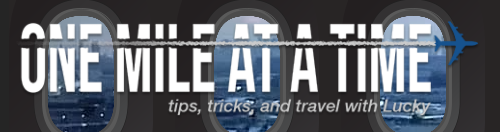 ONE MILE AT A TIME
tips, tricks, and travel with Lucky